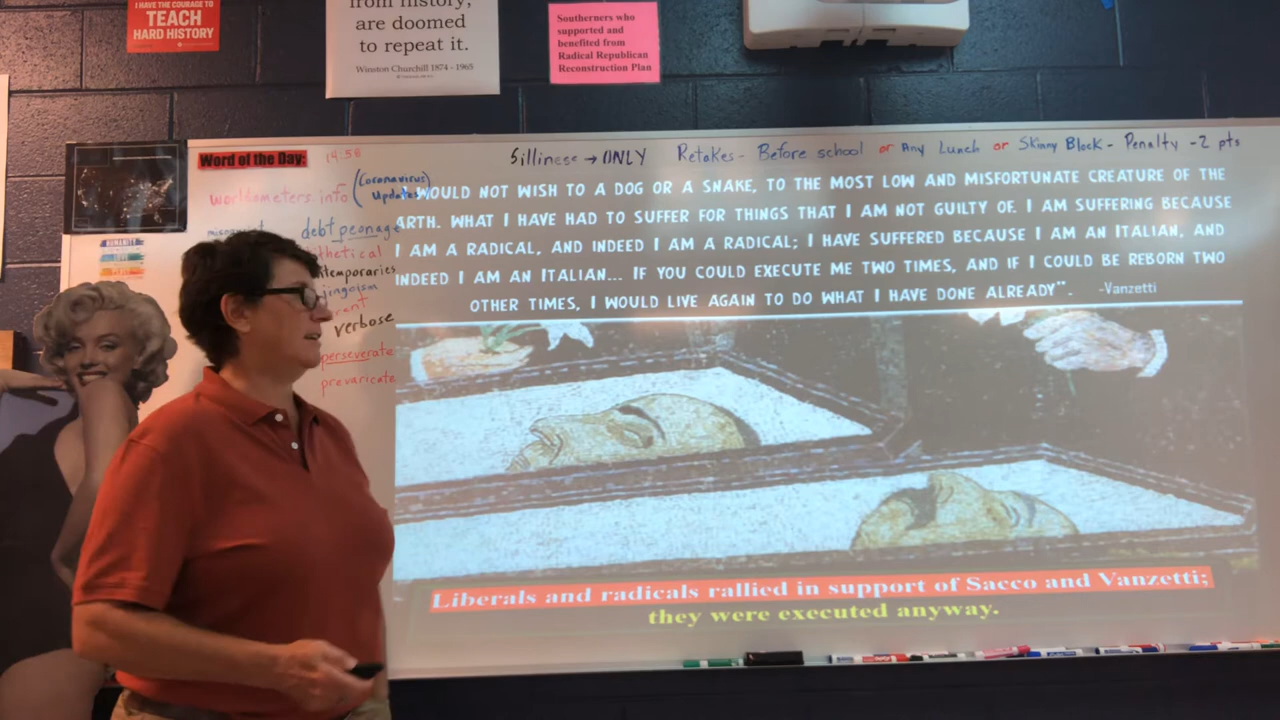 I HAVE THE COURAGE TO
TEACH
HARD HISTORY
from history,
are doomed
to repeat it.
Winston Churchill 1874 - 1965
Southerners who
supported and
benefited from
Radical Republican
Reconstruction Plan
Word of the Day:
Silliness → ONLY Retakes - Before school or Any Lunch or Skinny Block - Penalty -2 pts
worldometers.info (Coronavirus
Updates)
debt peonage
thetical
temporaries
jingoism
verbose
perseverate
prevaricate
HUMANITY
LOVE
WOULD NOT WISH TO A DOG OR A SNAKE, TO THE MOST LOW AND MISFORTUNATE CREATURE OF THE
ARTH. WHAT I HAVE HAD TO SUFFER FOR THINGS THAT I AM NOT GUILTY OF. I AM SUFFERING BECAUSE
I AM A RADICAL, AND INDEED I AM A RADICAL; I HAVE SUFFERED BECAUSE I AM AN ITALIAN, AND
INDEED I AM AN ITALIAN... IF YOU COULD EXECUTE ME TWO TIMES, AND IF I COULD BE REBORN TWO
OTHER TIMES, I WOULD LIVE AGAIN TO DO WHAT I HAVE DONE ALREADY”. -Vanzetti
Liberals and radicals rallied in support of Sacco and Vanzetti;
they were executed anyway.